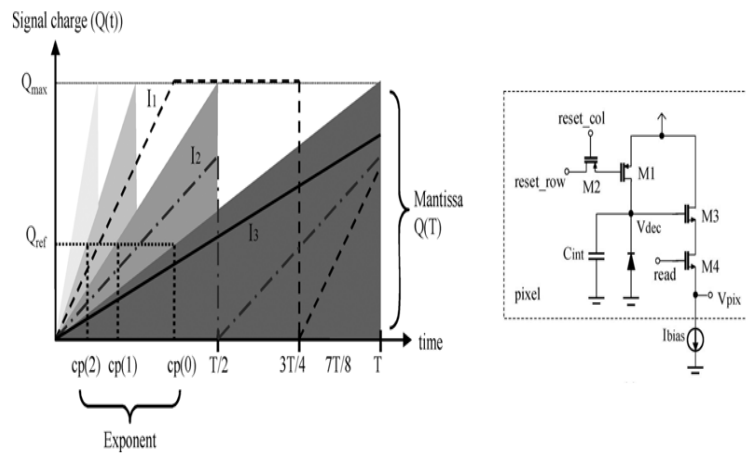 Signal charge (Q(t))
Qmax
I1
I2
I3
Qref
Mantissa
Q(T)
time
cp(2) cp(1) cp(0) T/2 3T/4 7T/8 T
Exponent
reset_col
reset_row
M2
M1
M3
Vdec
Cint
M4
read
pixel
Vpix
Ibias